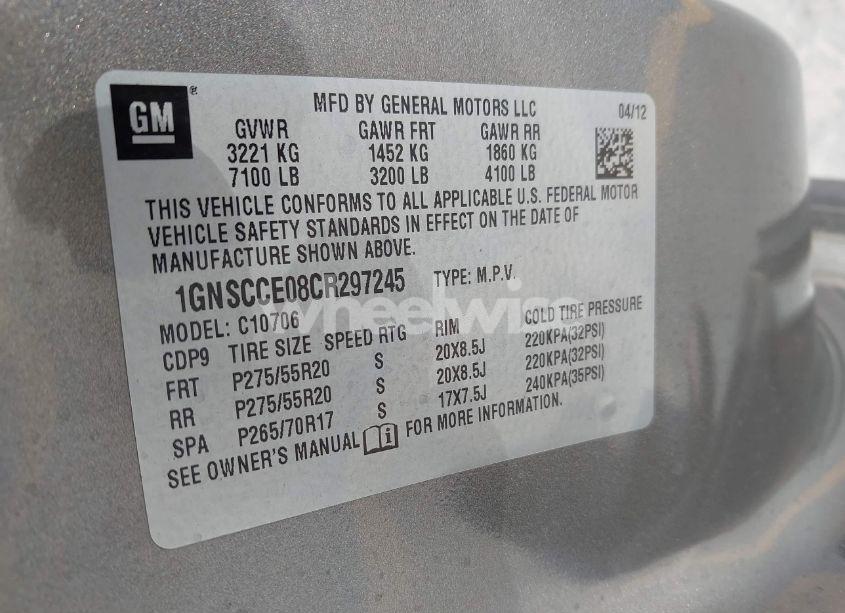 GM®
MFD BY GENERAL MOTORS LLC 04/12
GVWR GAWR FRT GAWR RR
3221 KG 1452 KG 1860 KG
7100 LB 3200 LB 4100 LB
THIS VEHICLE CONFORMS TO ALL APPLICABLE U.S. FEDERAL MOTOR
VEHICLE SAFETY STANDARDS IN EFFECT ON THE DATE OF
MANUFACTURE SHOWN ABOVE.
1GNSCCE08CR297245 TYPE: M.P.V.
MODEL: C10706
CDP9 TIRE SIZE SPEED RTG RIM COLD TIRE PRESSURE
FRT P275/55R20 S 20X8.5J 220KPA(32PSI)
RR P275/55R20 S 20X8.5J 220KPA(32PSI)
SPA P265/70R17 S 17X7.5J 240KPA(35PSI)
SEE OWNER'S MANUAL FOR MORE INFORMATION.